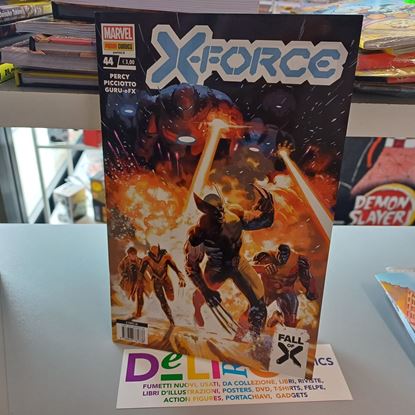 MARVEL
PANINI COMICS
44
€ 3,00
PERCY
PICCIOTTO
GURU-eFX
X-FORCE
DEMON
SLAYER
FALL
OF
X
FUMETTI NUOVI, USATI, DA COLLEZIONE, LIBRI, RIVISTE,
LIBRI D'ILLUSTRAZIONI, POSTERS, DVD, T-SHIRTS, FELPE,
ACTION FIGURES, PORTACHIAVI, GADGETS